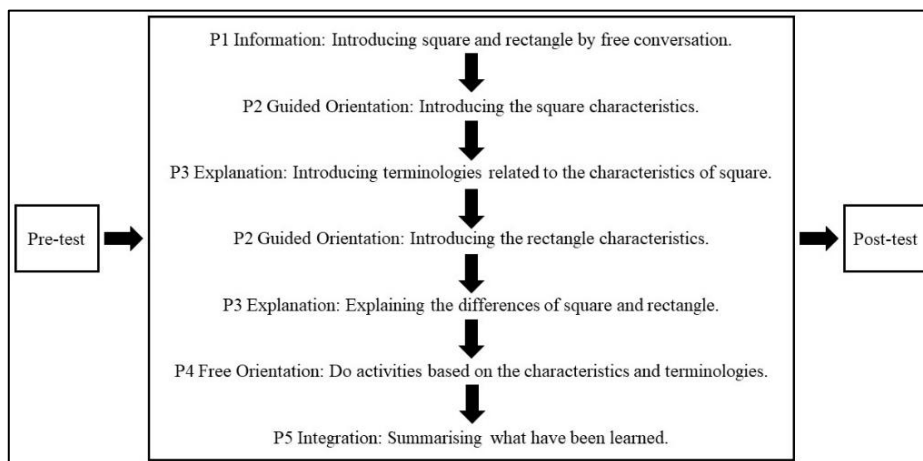 Pre-test
P1 Information: Introducing square and rectangle by free conversation.
P2 Guided Orientation: Introducing the square characteristics.
P3 Explanation: Introducing terminologies related to the characteristics of square.
P2 Guided Orientation: Introducing the rectangle characteristics.
P3 Explanation: Explaining the differences of square and rectangle.
P4 Free Orientation: Do activities based on the characteristics and terminologies.
P5 Integration: Summarising what have been learned.
Post-test